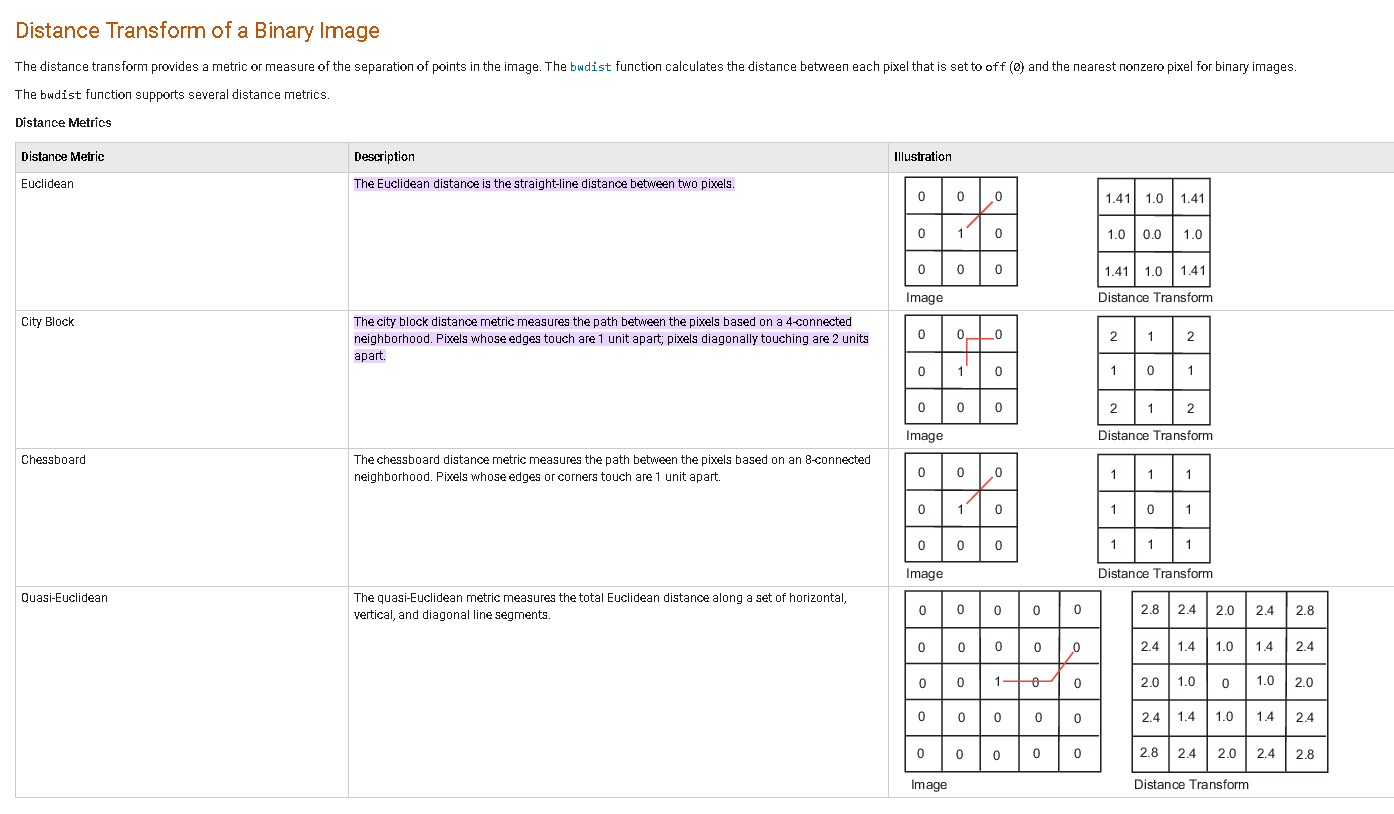 Distance Transform of a Binary Image
The distance transform provides a metric or measure of the separation of points in the image. The bwdist function calculates the distance between each pixel that is set to off (0) and the nearest nonzero pixel for binary images.
The bwdist function supports several distance metrics.
Distance Metrics
Distance Metric Description Illustration
Euclidean
The Euclidean distance is the straight-line distance between two pixels.
0 0 0
0 1 0
0 0 0
Image
1.41 1.0 1.41
1.0 0.0 1.0
1.41 1.0 1.41
Distance Transform
City Block
The city block distance metric measures the path between the pixels based on a 4-connected
neighborhood. Pixels whose edges touch are 1 unit apart; pixels diagonally touching are 2 units
apart.
0 0 0
0 1 0
0 0 0
Image
2 1 2
1 0 1
2 1 2
Distance Transform
Chessboard
The chessboard distance metric measures the path between the pixels based on an 8-connected
neighborhood. Pixels whose edges or corners touch are 1 unit apart.
0 0 0
0 1 0
0 0 0
Image
1 1 1
1 0 1
1 1 1
Distance Transform
Quasi-Euclidean
The quasi-Euclidean metric measures the total Euclidean distance along a set of horizontal,
vertical, and diagonal line segments.
0 0 0 0 0
0 0 0 0 0
0 0 1 0 0
0 0 0 0 0
0 0 0 0 0
Image
2.8 2.4 2.0 2.4 2.8
2.4 1.4 1.0 1.4 2.4
2.0 1.0 0 1.0 2.0
2.4 1.4 1.0 1.4 2.4
2.8 2.4 2.0 2.4 2.8
Distance Transform